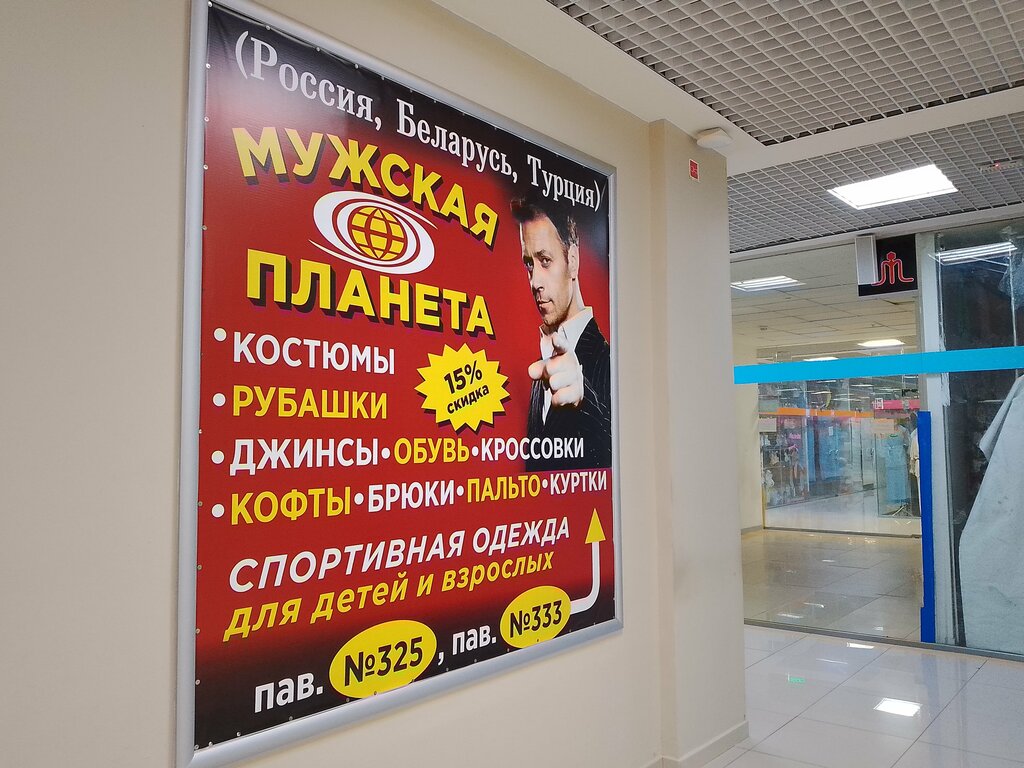 (Россия, Беларусь, Турция)
МУЖСКАЯ
ПЛАНЕТА
•КОСТЮМЫ
•РУБАШКИ
15%
скидка
•ДЖИНСЫ•ОБУВЬ•КРОССОВКИ
•КОФТЫ•БРЮКИ•ПАЛЬТО•КУРТКИ
СПОРТИВНАЯ ОДЕЖДА
для детей и взрослых
пав. №325, пав. №333